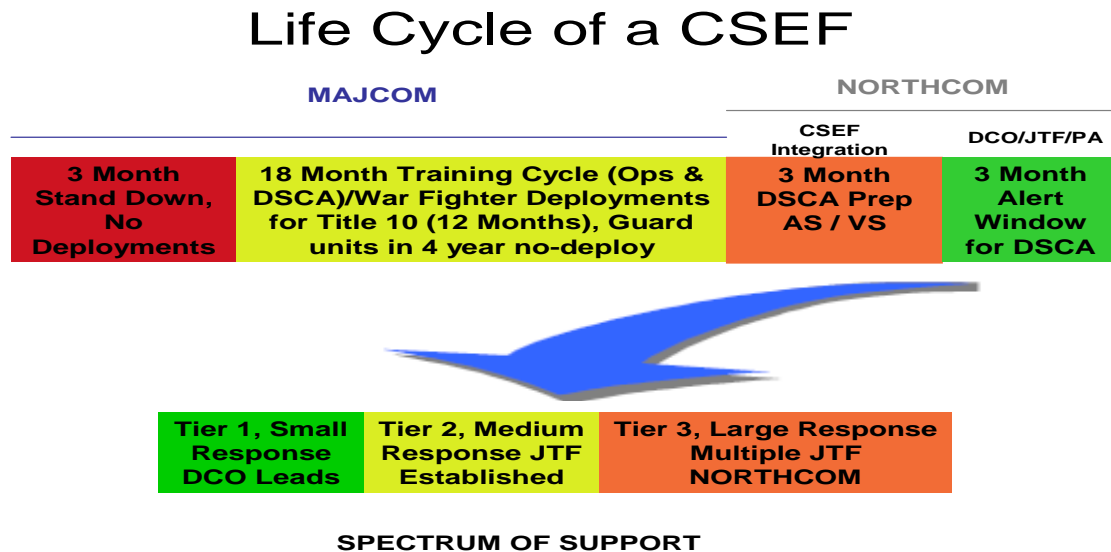 Life Cycle of a CSEF
MAJCOM
NORTHCOM
CSEF
Integration
DCO/JTF/PA
3 Month
Stand Down,
No
Deployments
18 Month Training Cycle (Ops &
DSCA)/War Fighter Deployments
for Title 10 (12 Months), Guard
units in 4 year no-deploy
3 Month
DSCA Prep
AS / VS
3 Month
Alert
Window
for DSCA
Tier 1, Small
Response
DCO Leads
Tier 2, Medium
Response JTF
Established
Tier 3, Large Response
Multiple JTF
NORTHCOM
SPECTRUM OF SUPPORT